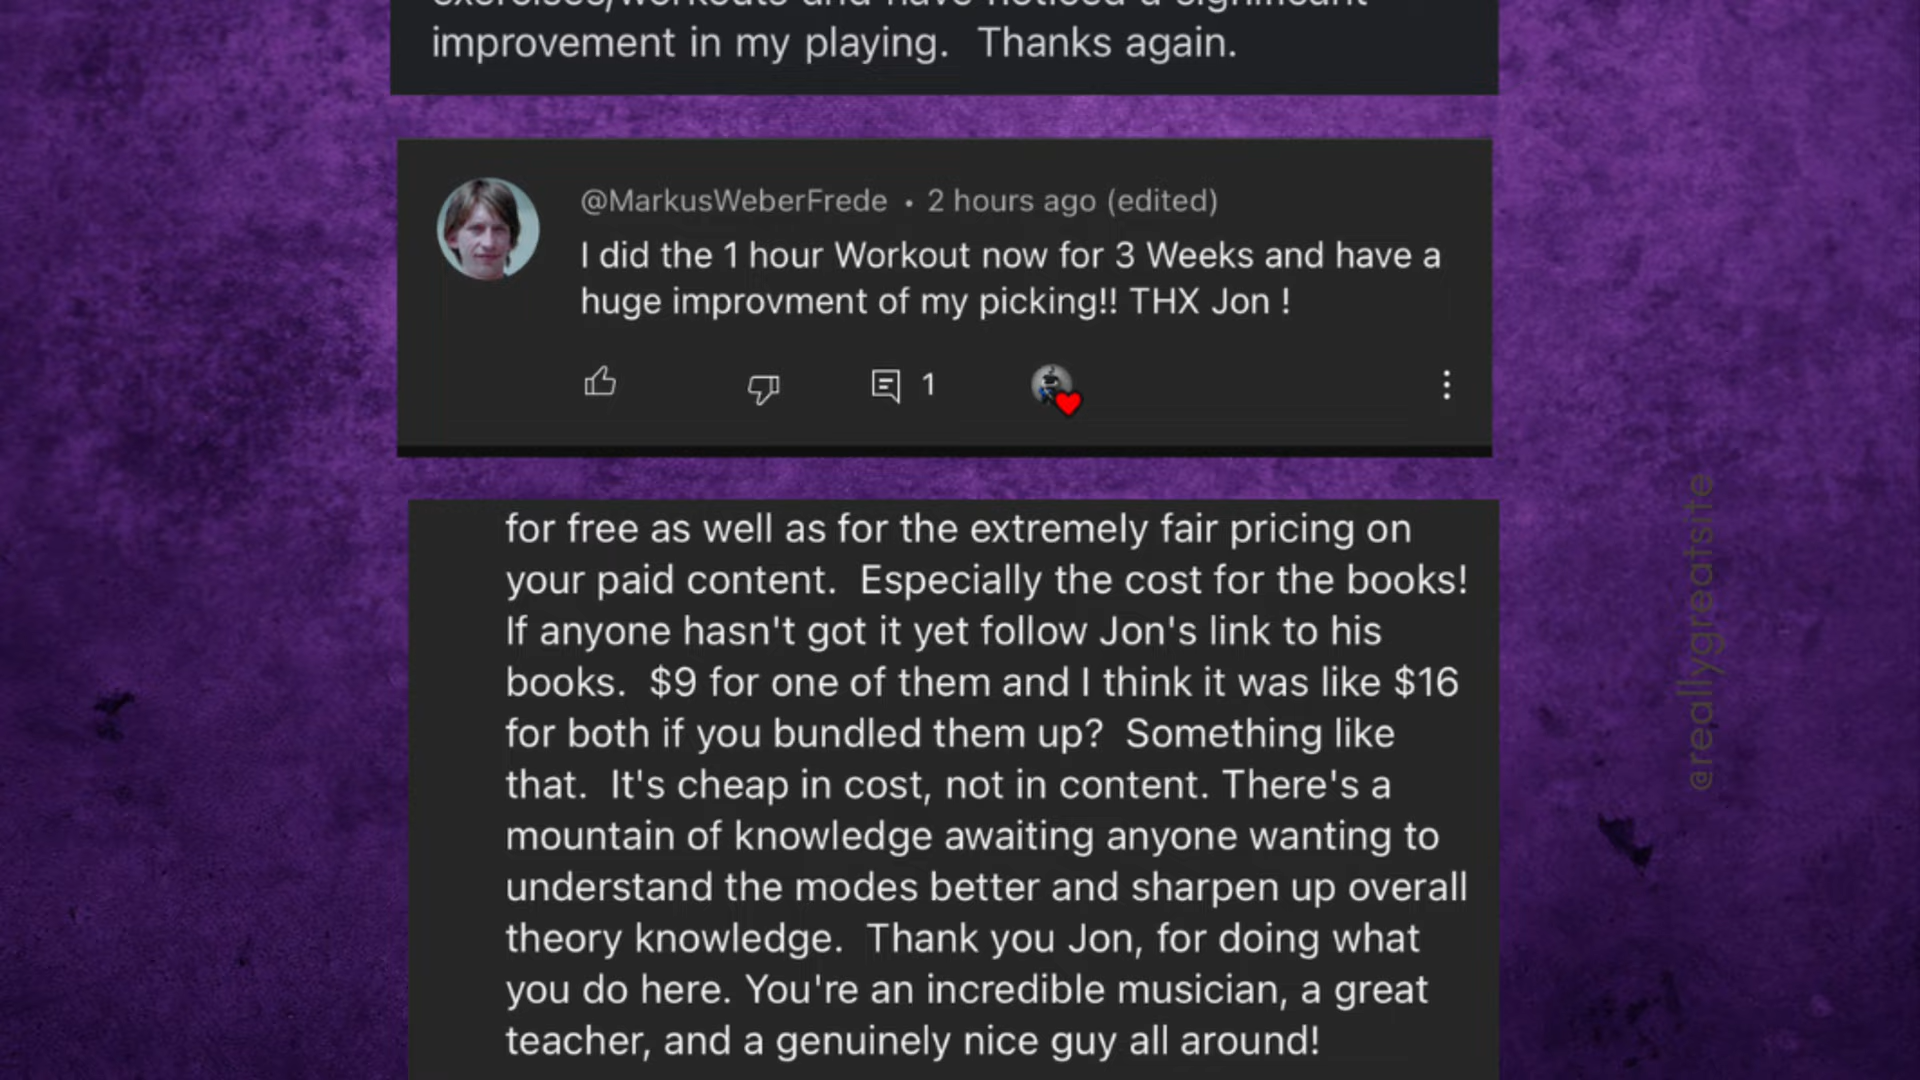 exercises/workouts and have noticed a significant
improvement in my playing.  Thanks again.
@MarkusWeberFrede • 2 hours ago (edited)
I did the 1 hour Workout now for 3 Weeks and have a
huge improvment of my picking!! THX Jon !
1
for free as well as for the extremely fair pricing on
your paid content.  Especially the cost for the books!
If anyone hasn't got it yet follow Jon's link to his
books.  $9 for one of them and I think it was like $16
for both if you bundled them up?  Something like
that.  It's cheap in cost, not in content. There's a
mountain of knowledge awaiting anyone wanting to
understand the modes better and sharpen up overall
theory knowledge.  Thank you Jon, for doing what
you do here. You're an incredible musician, a great
teacher, and a genuinely nice guy all around!
@reallygreatsite